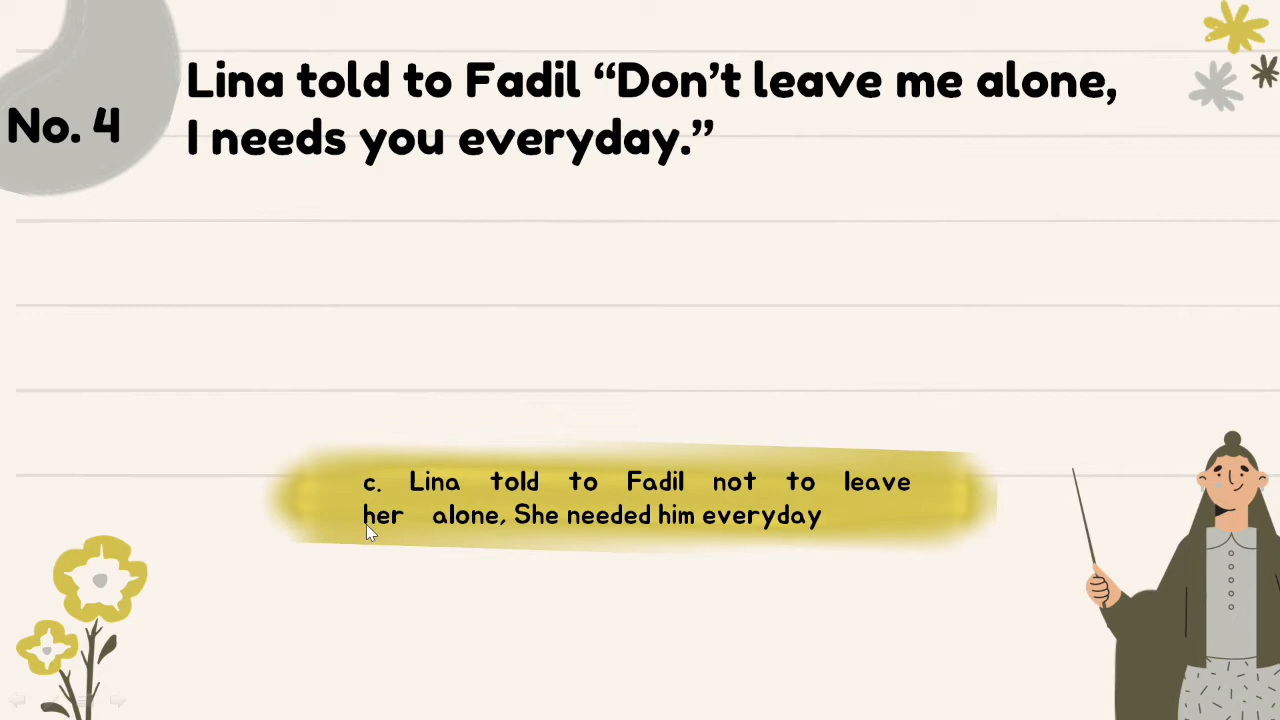 No. 4
Lina told to Fadil “Don’t leave me alone,
I needs you everyday.”
c. Lina told to Fadil not to leave
her alone, She needed him everyday